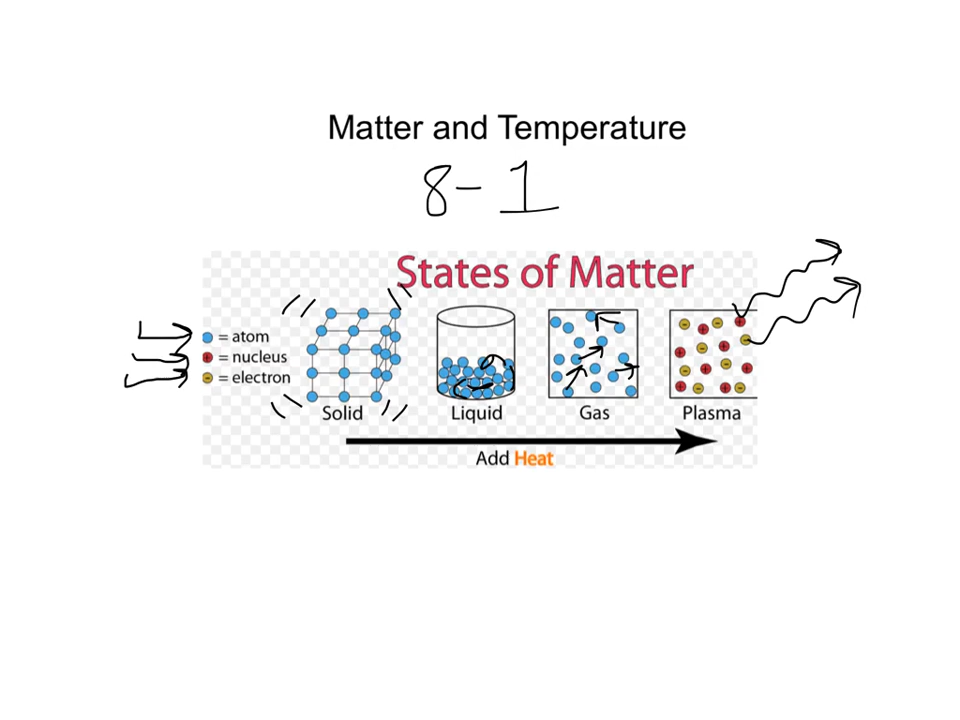 Matter and Temperature
8-1
States of Matter
= atom
+ = nucleus
- = electron
Solid
Liquid
Gas
Plasma
Add Heat